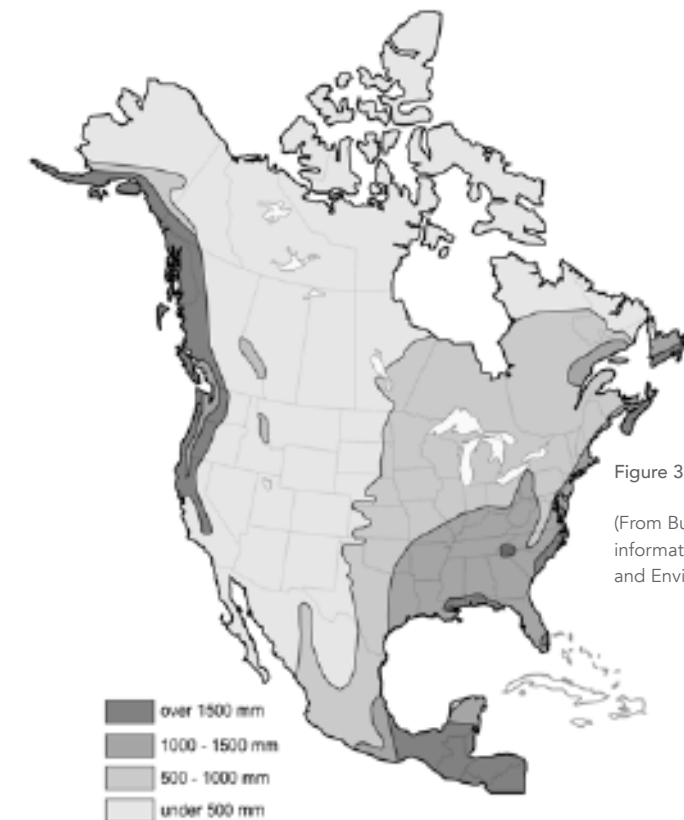 Figure 3
(From Bu
informat
and Envi
over 1500 mm
1000 - 1500 mm
500 - 1000 mm
under 500 mm